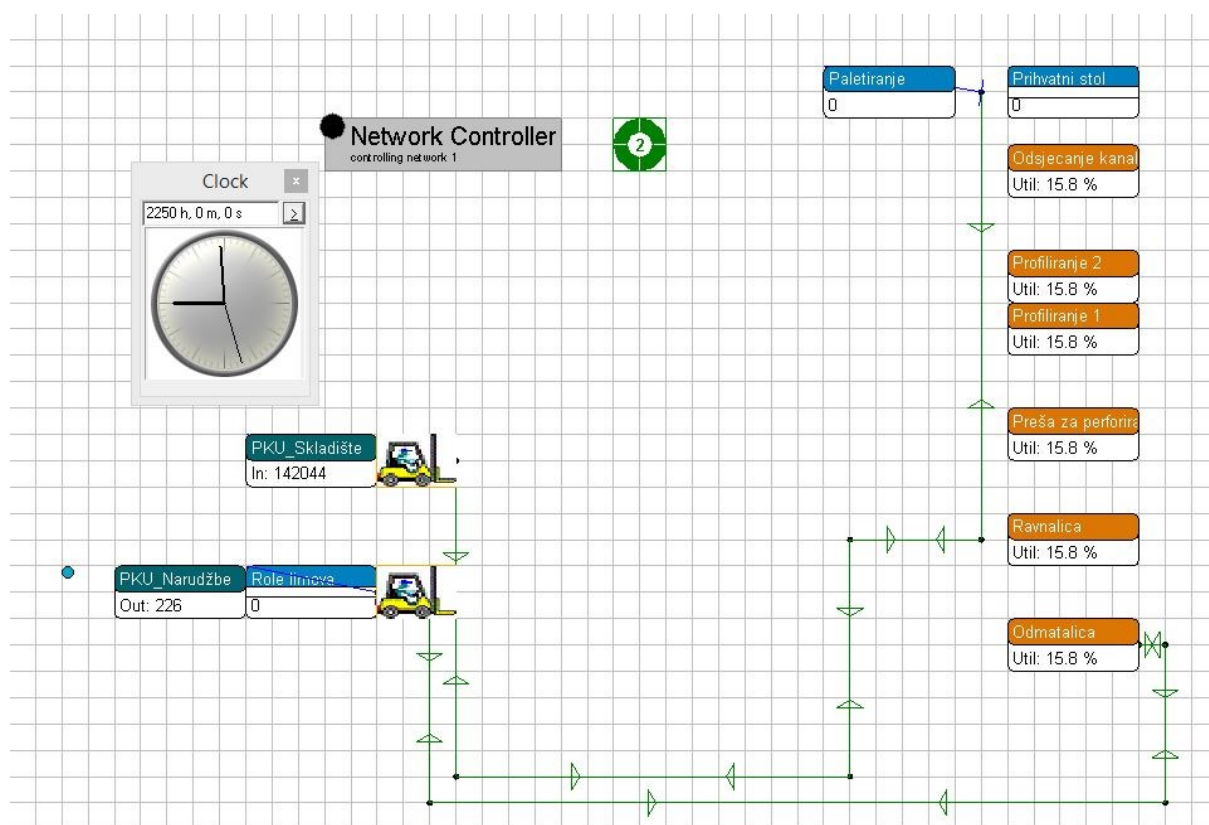 Paletiranje
0
Prihvatni stol
0
Network Controller
controlling network 1
2
Odsjecanje kanal
Util: 15.8 %
Clock
x
2250 h, 0 m, 0 s
>
Profiliranje 2
Util: 15.8 %
Profiliranje 1
Util: 15.8 %
Preša za perforira
Util: 15.8 %
PKU_Skladište
In: 142044
Ravnalica
Util: 15.8 %
PKU_Narudžbe
Out: 226
Role
0
Odmatalica
Util: 15.8 %